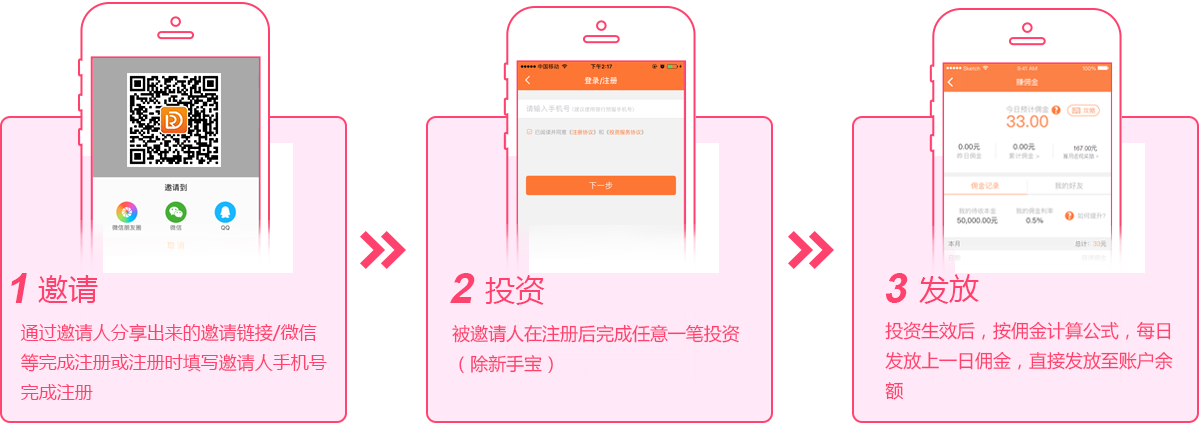 邀请到
微信朋友圈
微信
QQ
取消
1 邀请
通过邀请人分享出来的邀请链接/微信
等完成注册或注册时填写邀请人手机号
完成注册
中国移动
下午2:17
登录/注册
请输入手机号(建议使用银行预留手机号)
已阅读并同意《注册协议》和《投资服务协议》
下一步
2 投资
被邀请人在注册后完成任意一笔投资
（除新手宝）
Sketch
9:41 AM
100%
赚佣金
今日预计佣金
攻略
33.00
0.00元
0.00元
167.00元
昨日佣金
累计佣金 >
佣金记录
我的好友
我的待收本金
我的佣金利率
如何提升?
50,000.00元
0.5%
本月
总计：33元
3 发放
投资生效后，按佣金计算公式，每日
发放上一日佣金，直接发放至账户余
额